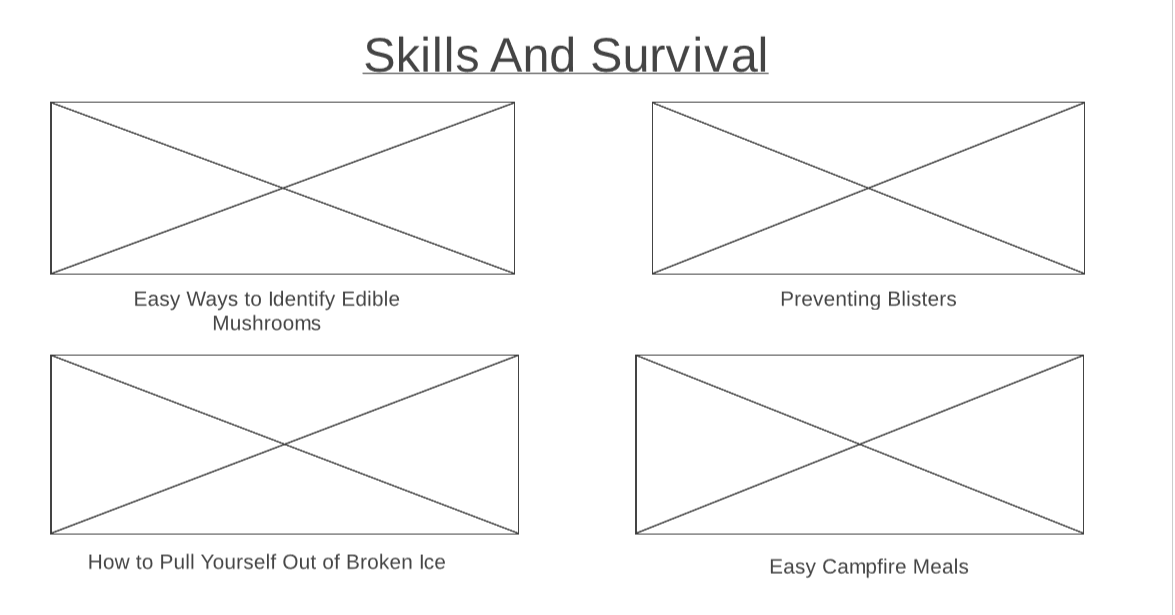 Skills And Survival
Easy Ways to Identify Edible
Mushrooms
Preventing Blisters
How to Pull Yourself Out of Broken Ice
Easy Campfire Meals